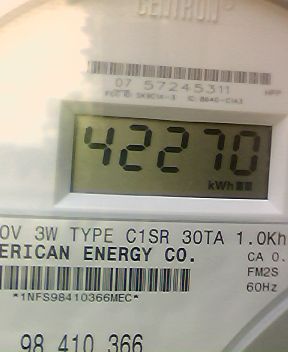 CENTRON®
07 57245311
42270
kWh
0V 3W TYPE C1SR 30TA 1.0Kh
ERICAN ENERGY CO.
CA 0.
FM2S
*1NFS98410366MEC*
60Hz
98 410 366